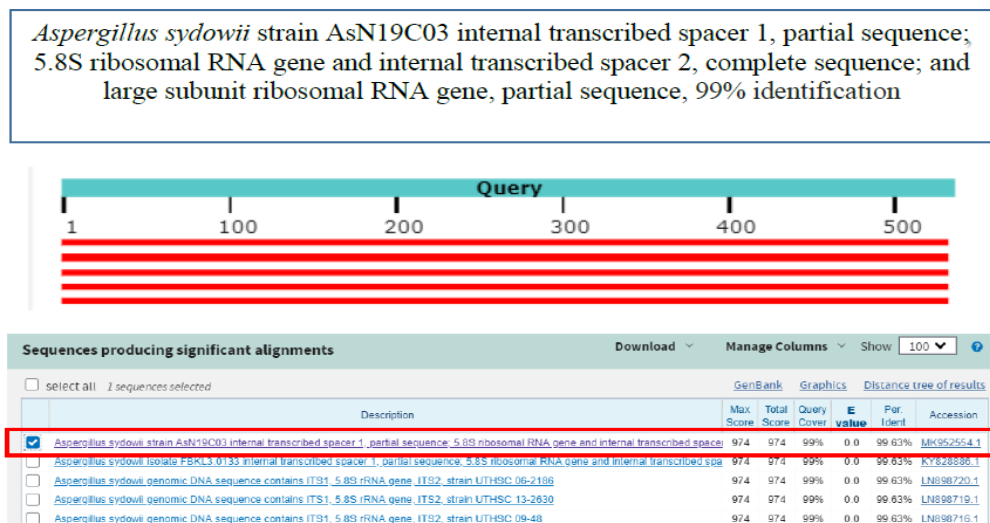 Aspergillus sydowii strain AsN19C03 internal transcribed spacer 1, partial sequence;
5.8S ribosomal RNA gene and internal transcribed spacer 2, complete sequence; and
large subunit ribosomal RNA gene, partial sequence, 99% identification
Query
1 100 200 300 400 500
Sequences producing significant alignments Download Manage Columns Show 100
select all 1 sequences selected GenBank Graphics Distance tree of results
Description Max Score Total Score Query Cover E value Per. Ident Accession
Aspergillus sydowii strain AsN19C03 internal transcribed spacer 1, partial sequence; 5.8S ribosomal RNA gene and internal transcribed spacer 974 974 99% 0.0 99.63% MK952554.1
Aspergillus sydowii isolate FBKL3.0133 internal transcribed spacer 1, partial sequence; 5.8S ribosomal RNA gene and internal transcribed spa 974 974 99% 0.0 99.63% KY828886.1
Aspergillus sydowii genomic DNA sequence contains ITS1, 5.8S rRNA gene, ITS2, strain UTHSC 06-2186 974 974 99% 0.0 99.63% LN898720.1
Aspergillus sydowii genomic DNA sequence contains ITS1, 5.8S rRNA gene, ITS2, strain UTHSC 13-2630 974 974 99% 0.0 99.63% LN898719.1
Aspergillus sydowii genomic DNA sequence contains ITS1, 5.8S rRNA gene, ITS2, strain UTHSC 09-48 974 974 99% 0.0 99.63% LN898716.1